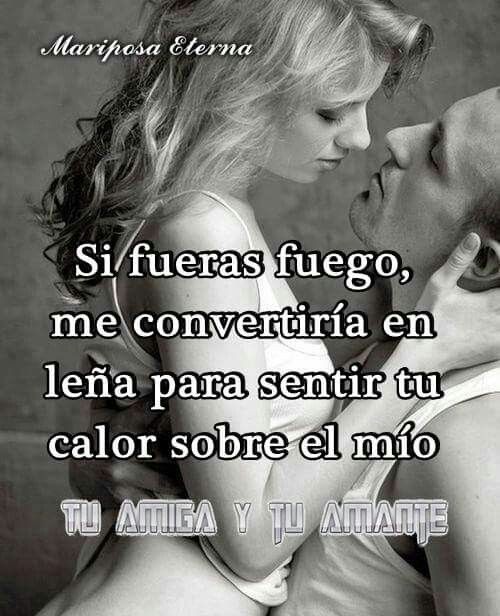 Mariposa Eterna
Si fueras fuego,
me convertiría en
leña para sentir tu
calor sobre el mío
TU AMIGA Y TU AMANTE